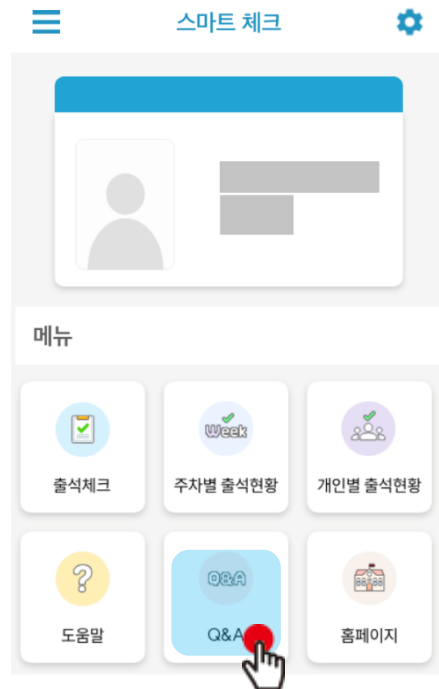 스마트 체크
메뉴
Week
출석체크
주차별 출석현황
개인별 출석현황
Q&A
도움말
Q&A
홈페이지